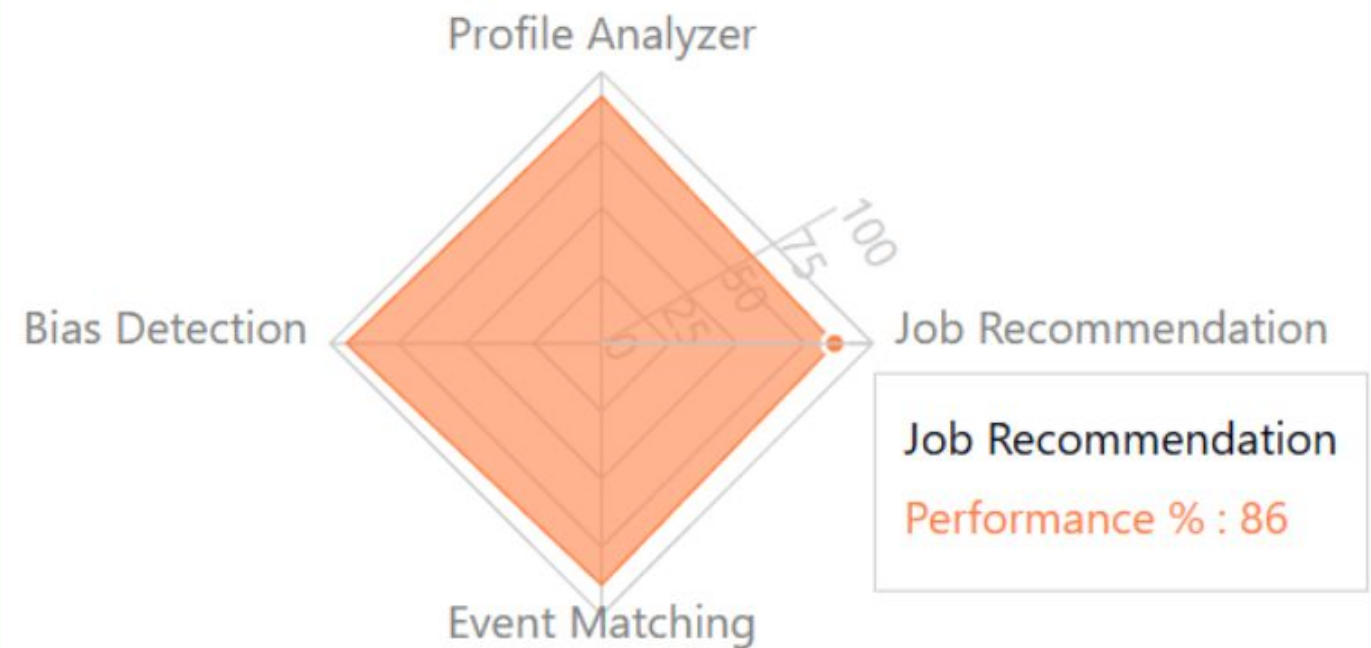 Profile Analyzer
100
75
50
25
0
Bias Detection
Job Recommendation
Job Recommendation
Performance % : 86
Event Matching